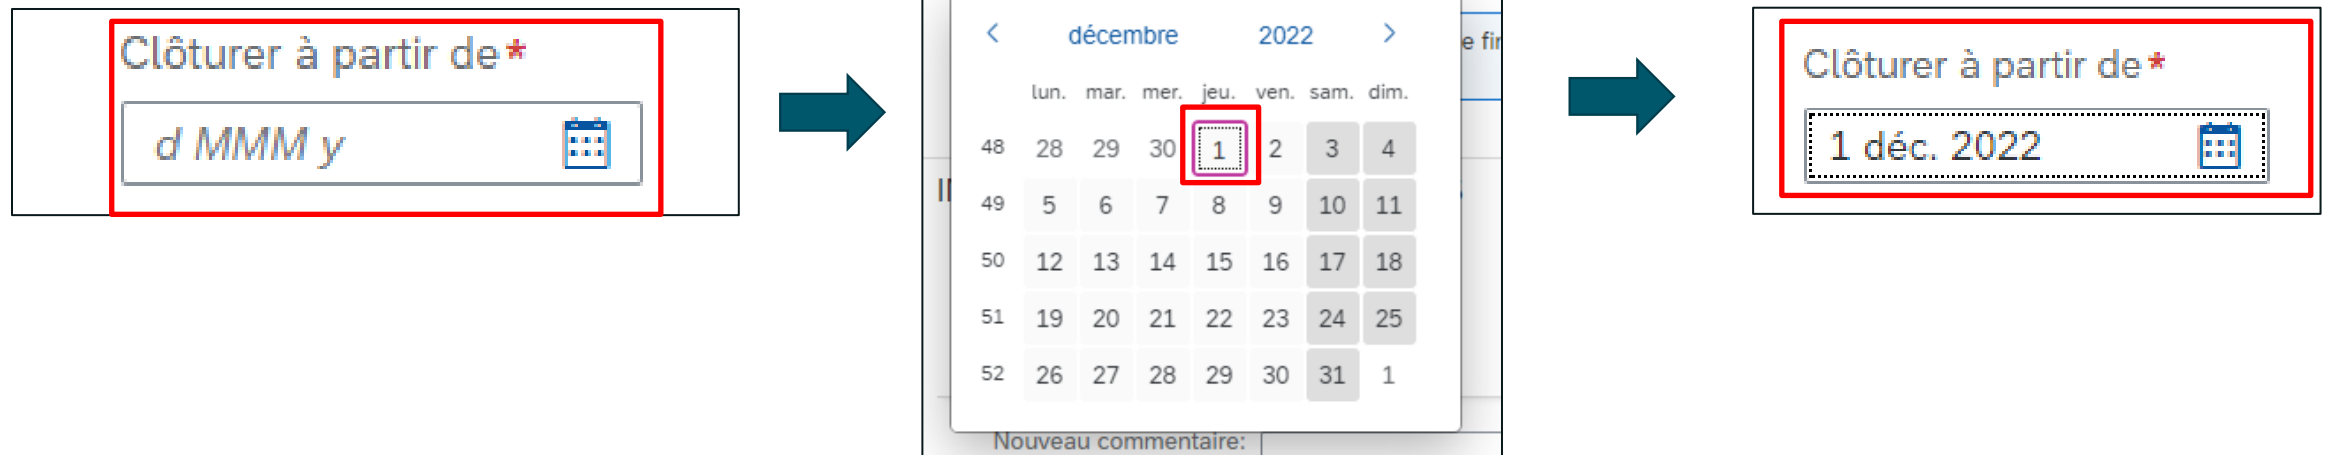 Clôturer à partir de*
d MMM y
décembre 2022
lun. mar. mer. jeu. ven. sam. dim.
48 28 29 30 1 2 3 4
49 5 6 7 8 9 10 11
50 12 13 14 15 16 17 18
51 19 20 21 22 23 24 25
52 26 27 28 29 30 31 1
Nouveau commentaire:
Clôturer à partir de*
1 déc. 2022